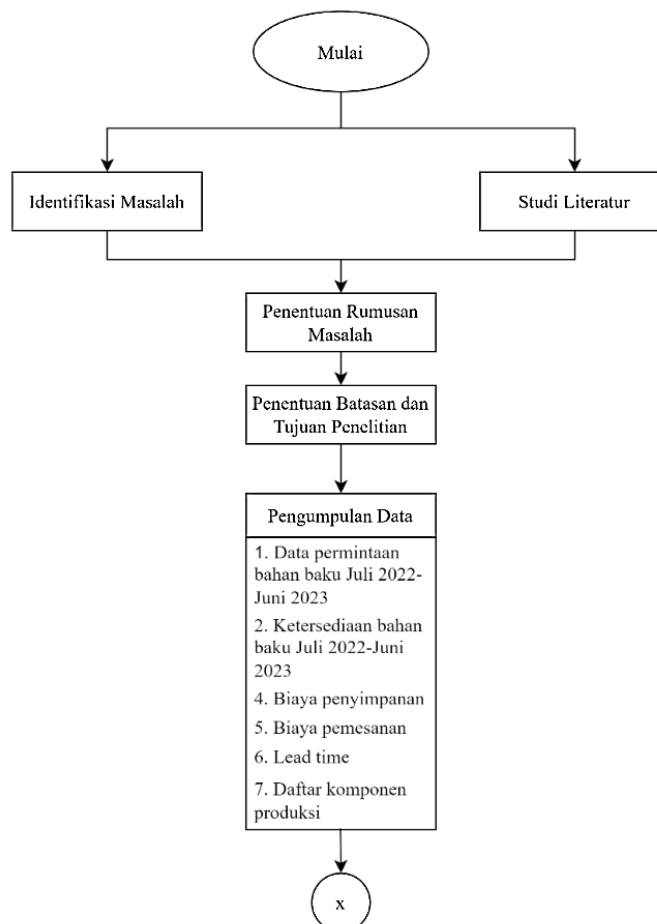 Mulai
Identifikasi Masalah
Studi Literatur
Penentuan Rumusan
Masalah
Penentuan Batasan dan
Tujuan Penelitian
Pengumpulan Data
1. Data permintaan
bahan baku Juli 2022-
Juni 2023
2. Ketersediaan bahan
baku Juli 2022-Juni
2023
4. Biaya penyimpanan
5. Biaya pemesanan
6. Lead time
7. Daftar komponen
produksi
x